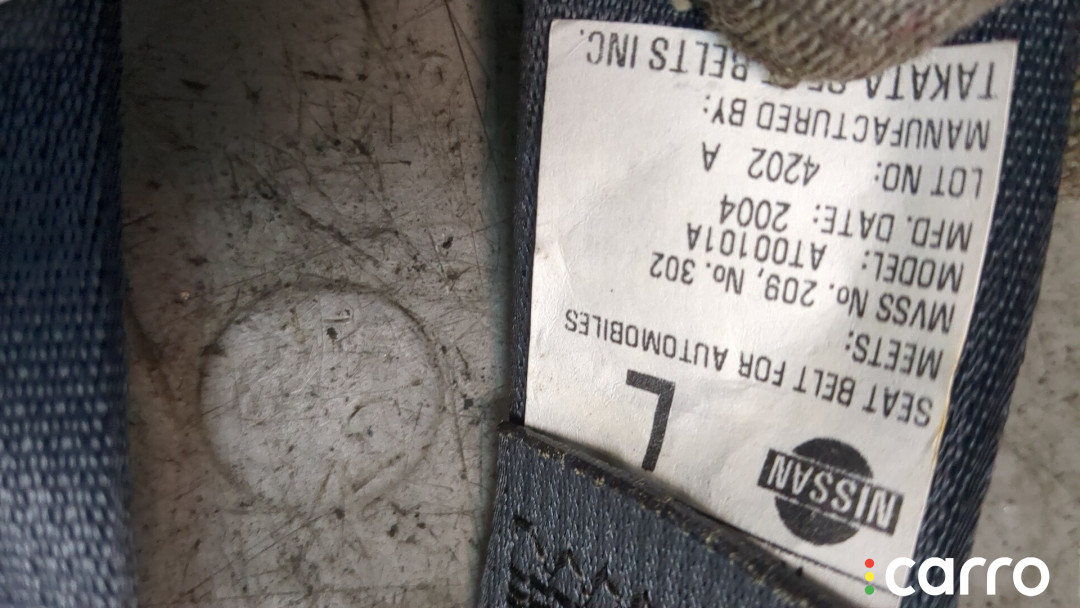 NISSAN
L
SEAT BELT FOR AUTOMOBILES
MEETS:
MVSS No. 209, No. 302
MODEL: AT00101A
MFD. DATE: 2004
LOT NO: 4202 A
MANUFACTURED BY:
TAKATA BELTS INC.
carro